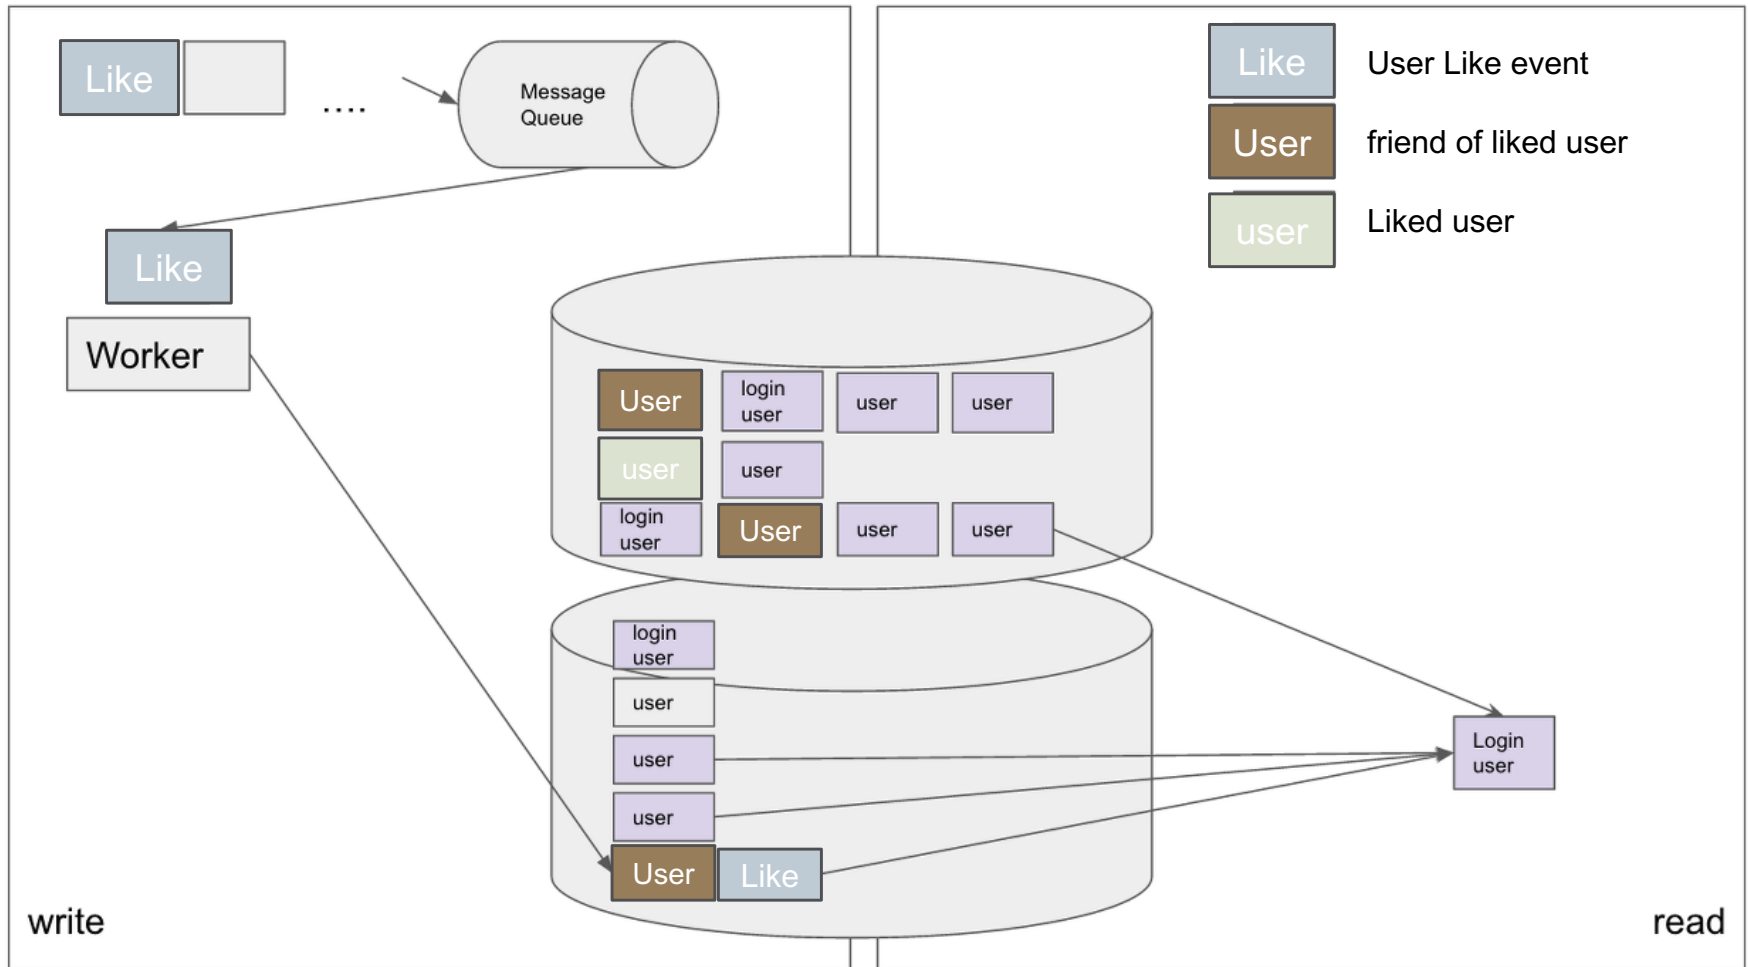 Like
....
Message
Queue
Like
User Like event
User
friend of liked user
user
Liked user
Like
Worker
User
login
user
user
user
user
user
login
user
User
user
user
login
user
user
user
user
User
Like
Login
user
write
read